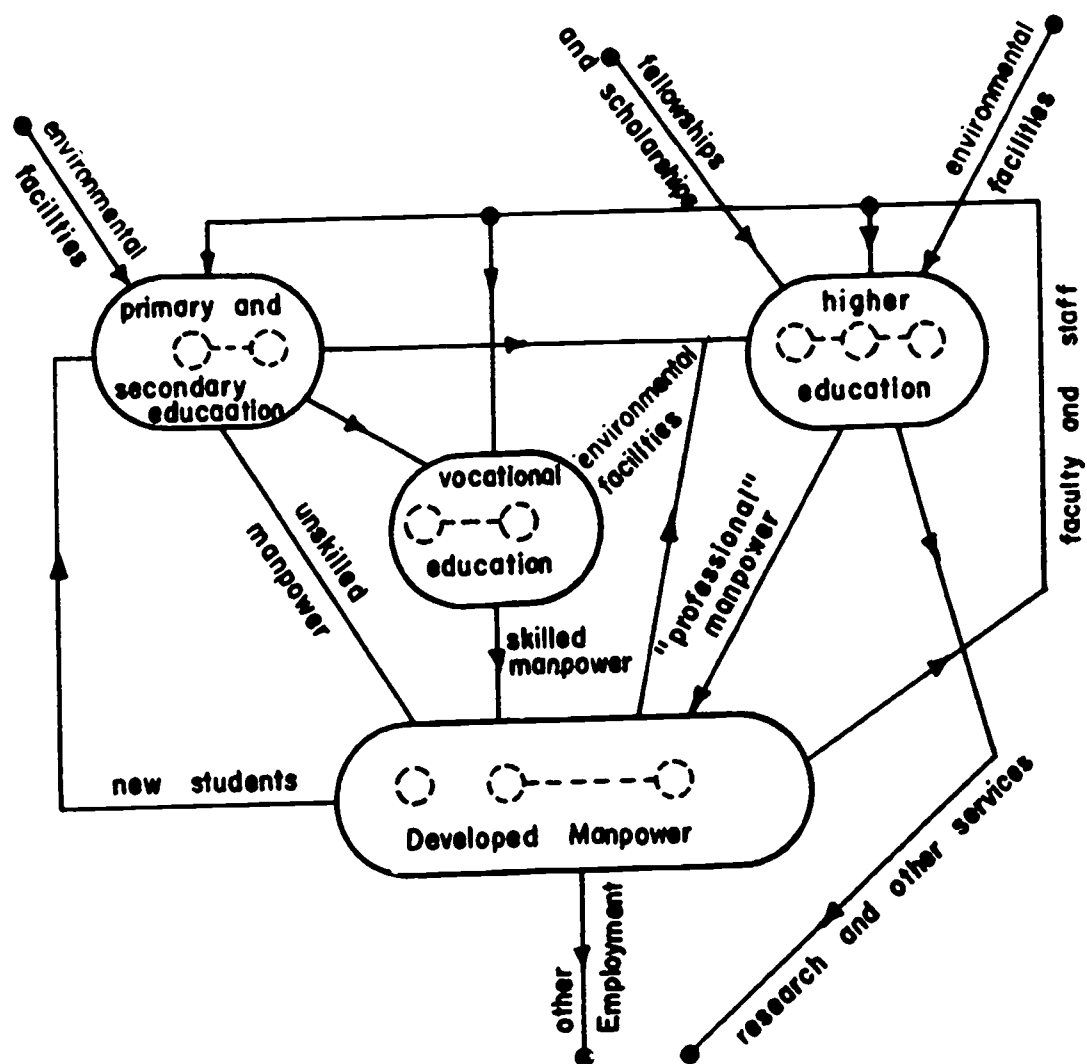 and scholarships
fellowships
environmental
facilities
environmental
facilities
primary and
secondary
educaation
higher
education
faculty and staff
environmental
facilities
vocational
education
unskilled
manpower
"professional"
manpower
skilled
manpower
new students
Developed Manpower
research and other services
other
Employment